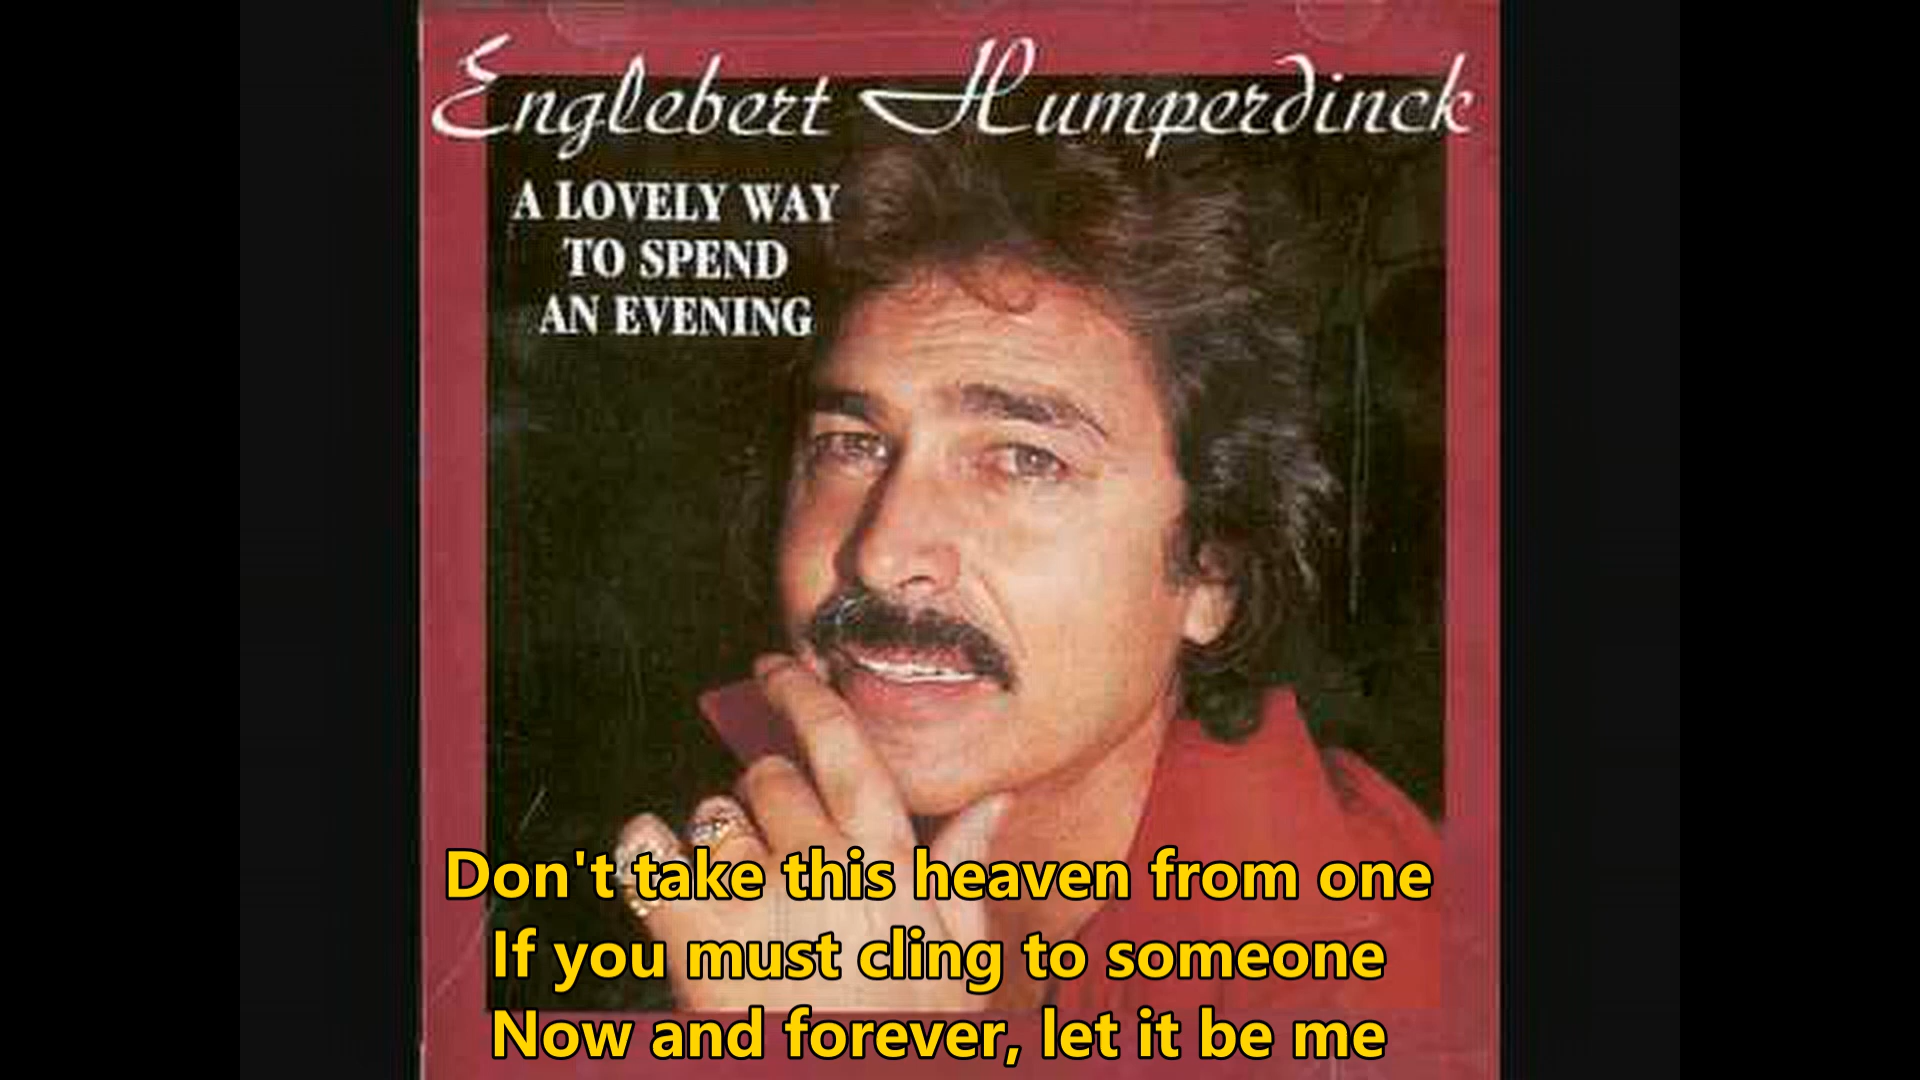 Englebert Humperdinck
A LOVELY WAY
TO SPEND
AN EVENING
Don't take this heaven from one
If you must cling to someone
Now and forever, let it be me